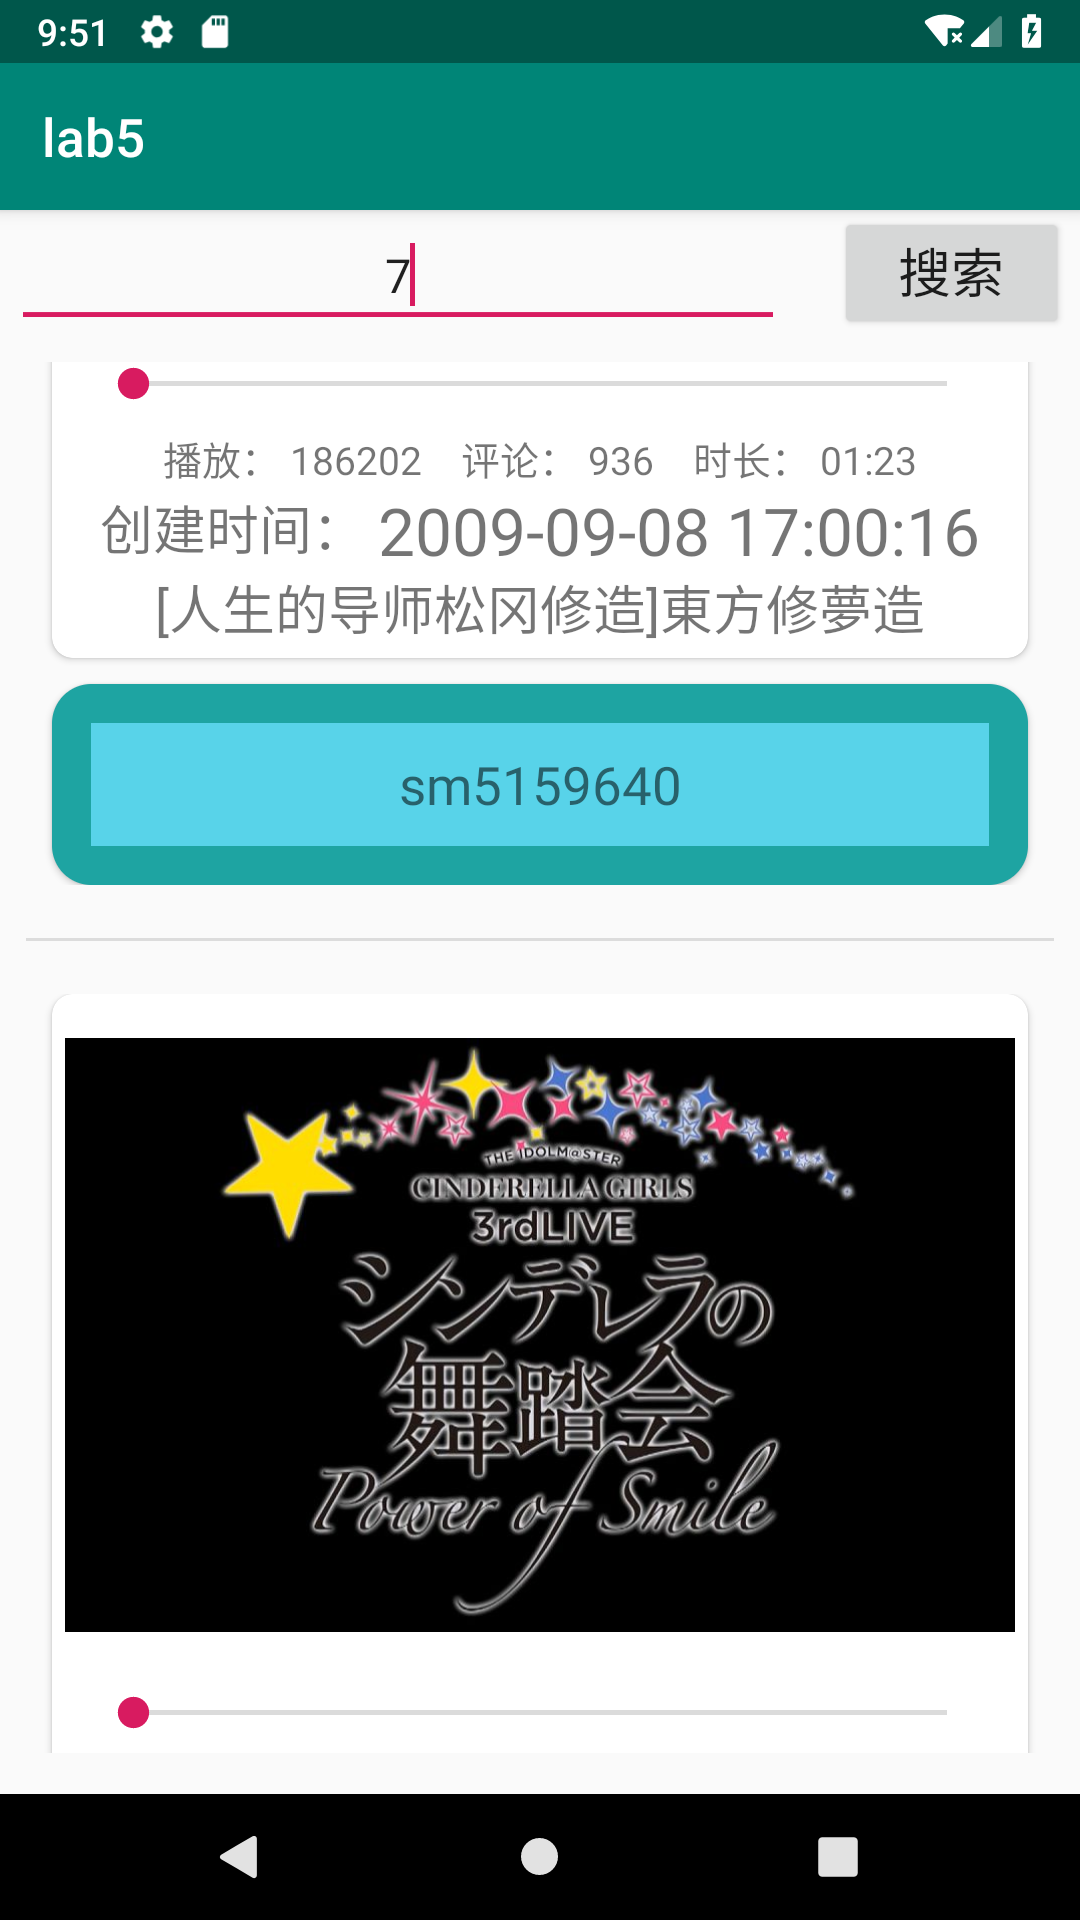 9:51
lab5
7
搜索
播放： 186202 评论： 936 时长： 01:23
创建时间： 2009-09-08 17:00:16
[人生的导师松冈修造]東方修夢造
sm5159640
THE IDOLM@STER
CINDERELLA GIRLS
3rdLIVE
シンデレラの
舞踏会
Power of Smile